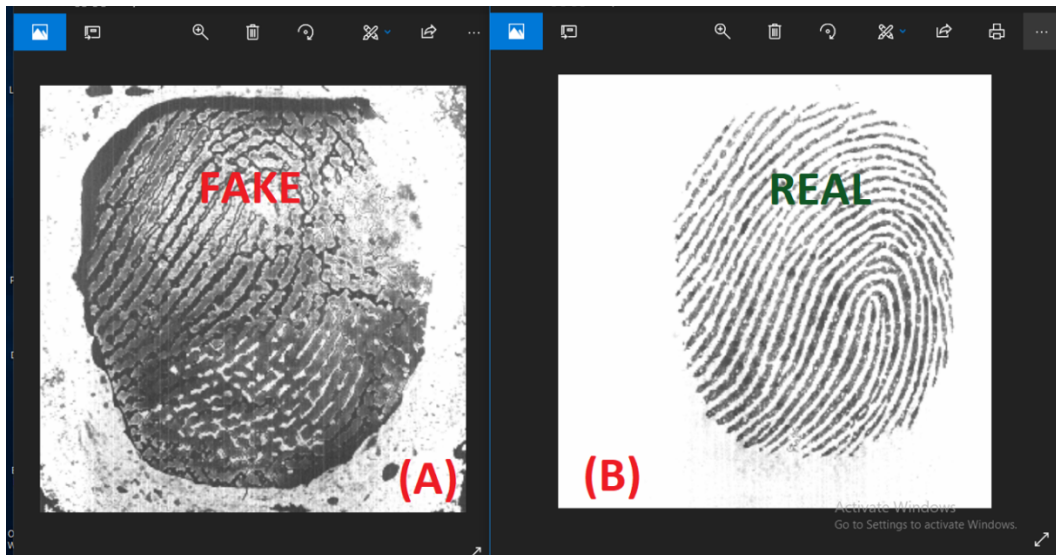 FAKE
REAL
(A)
(B)
Activate Windows
Go to Settings to activate Windows.